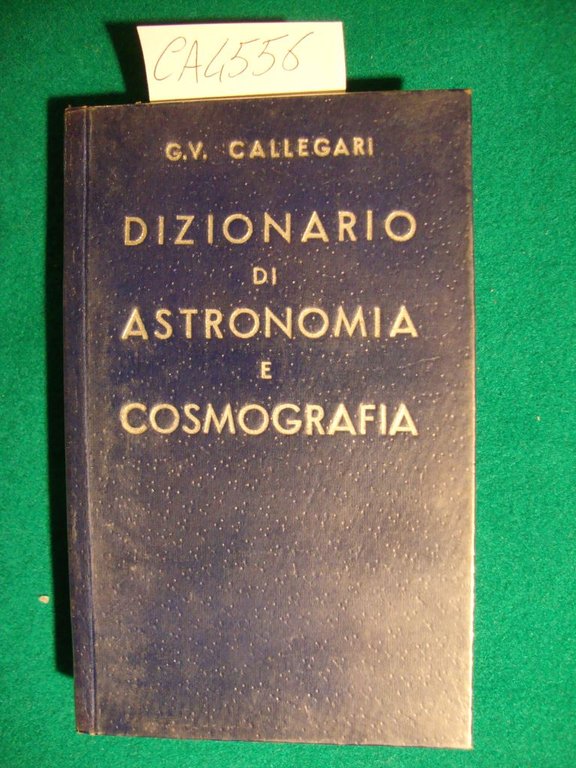 CA4556
G.V. CALLEGARI
DIZIONARIO
DI
ASTRONOMIA
E
COSMOGRAFIA